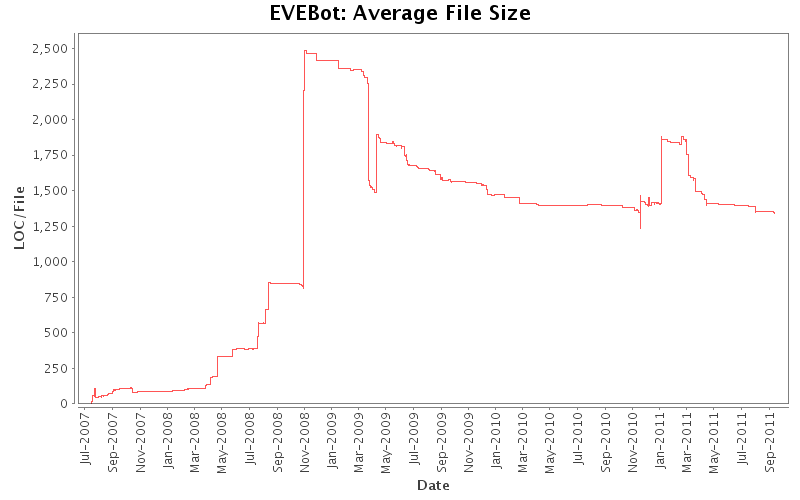 EVEBot: Average File Size
LOC/File
2,500
2,250
2,000
1,750
1,500
1,250
1,000
750
500
250
0
Jul-2007
Sep-2007
Nov-2007
Jan-2008
Mar-2008
May-2008
Jul-2008
Sep-2008
Nov-2008
Jan-2009
Mar-2009
May-2009
Jul-2009
Sep-2009
Nov-2009
Jan-2010
Mar-2010
May-2010
Jul-2010
Sep-2010
Nov-2010
Jan-2011
Mar-2011
May-2011
Jul-2011
Sep-2011
Date